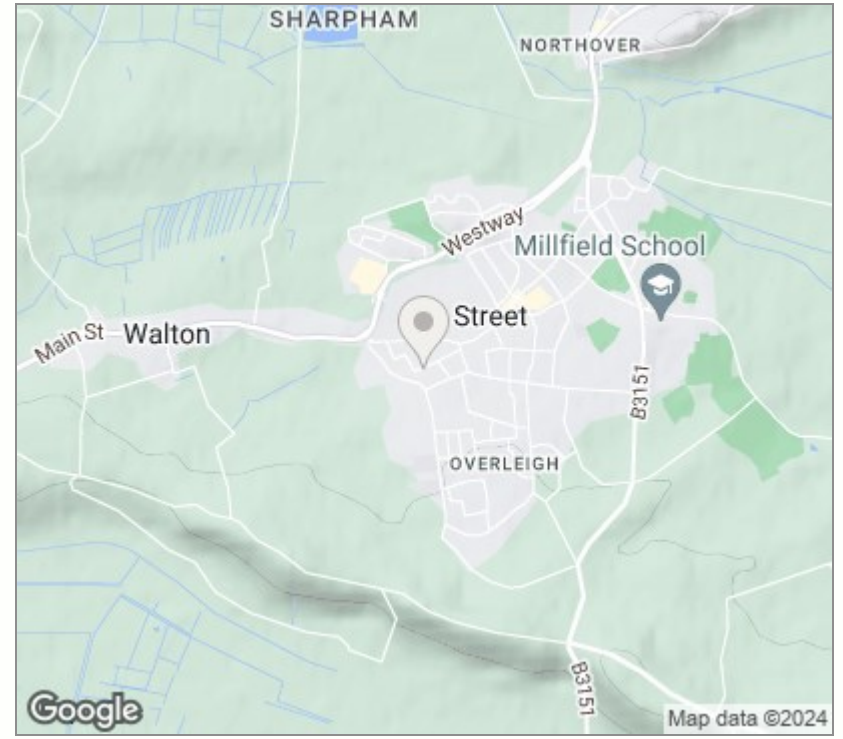 SHARPHAM
NORTHOVER
Westway
Millfield School
Street
Main St
Walton
B3151
OVERLEIGH
B3151
Google
Map data ©2024